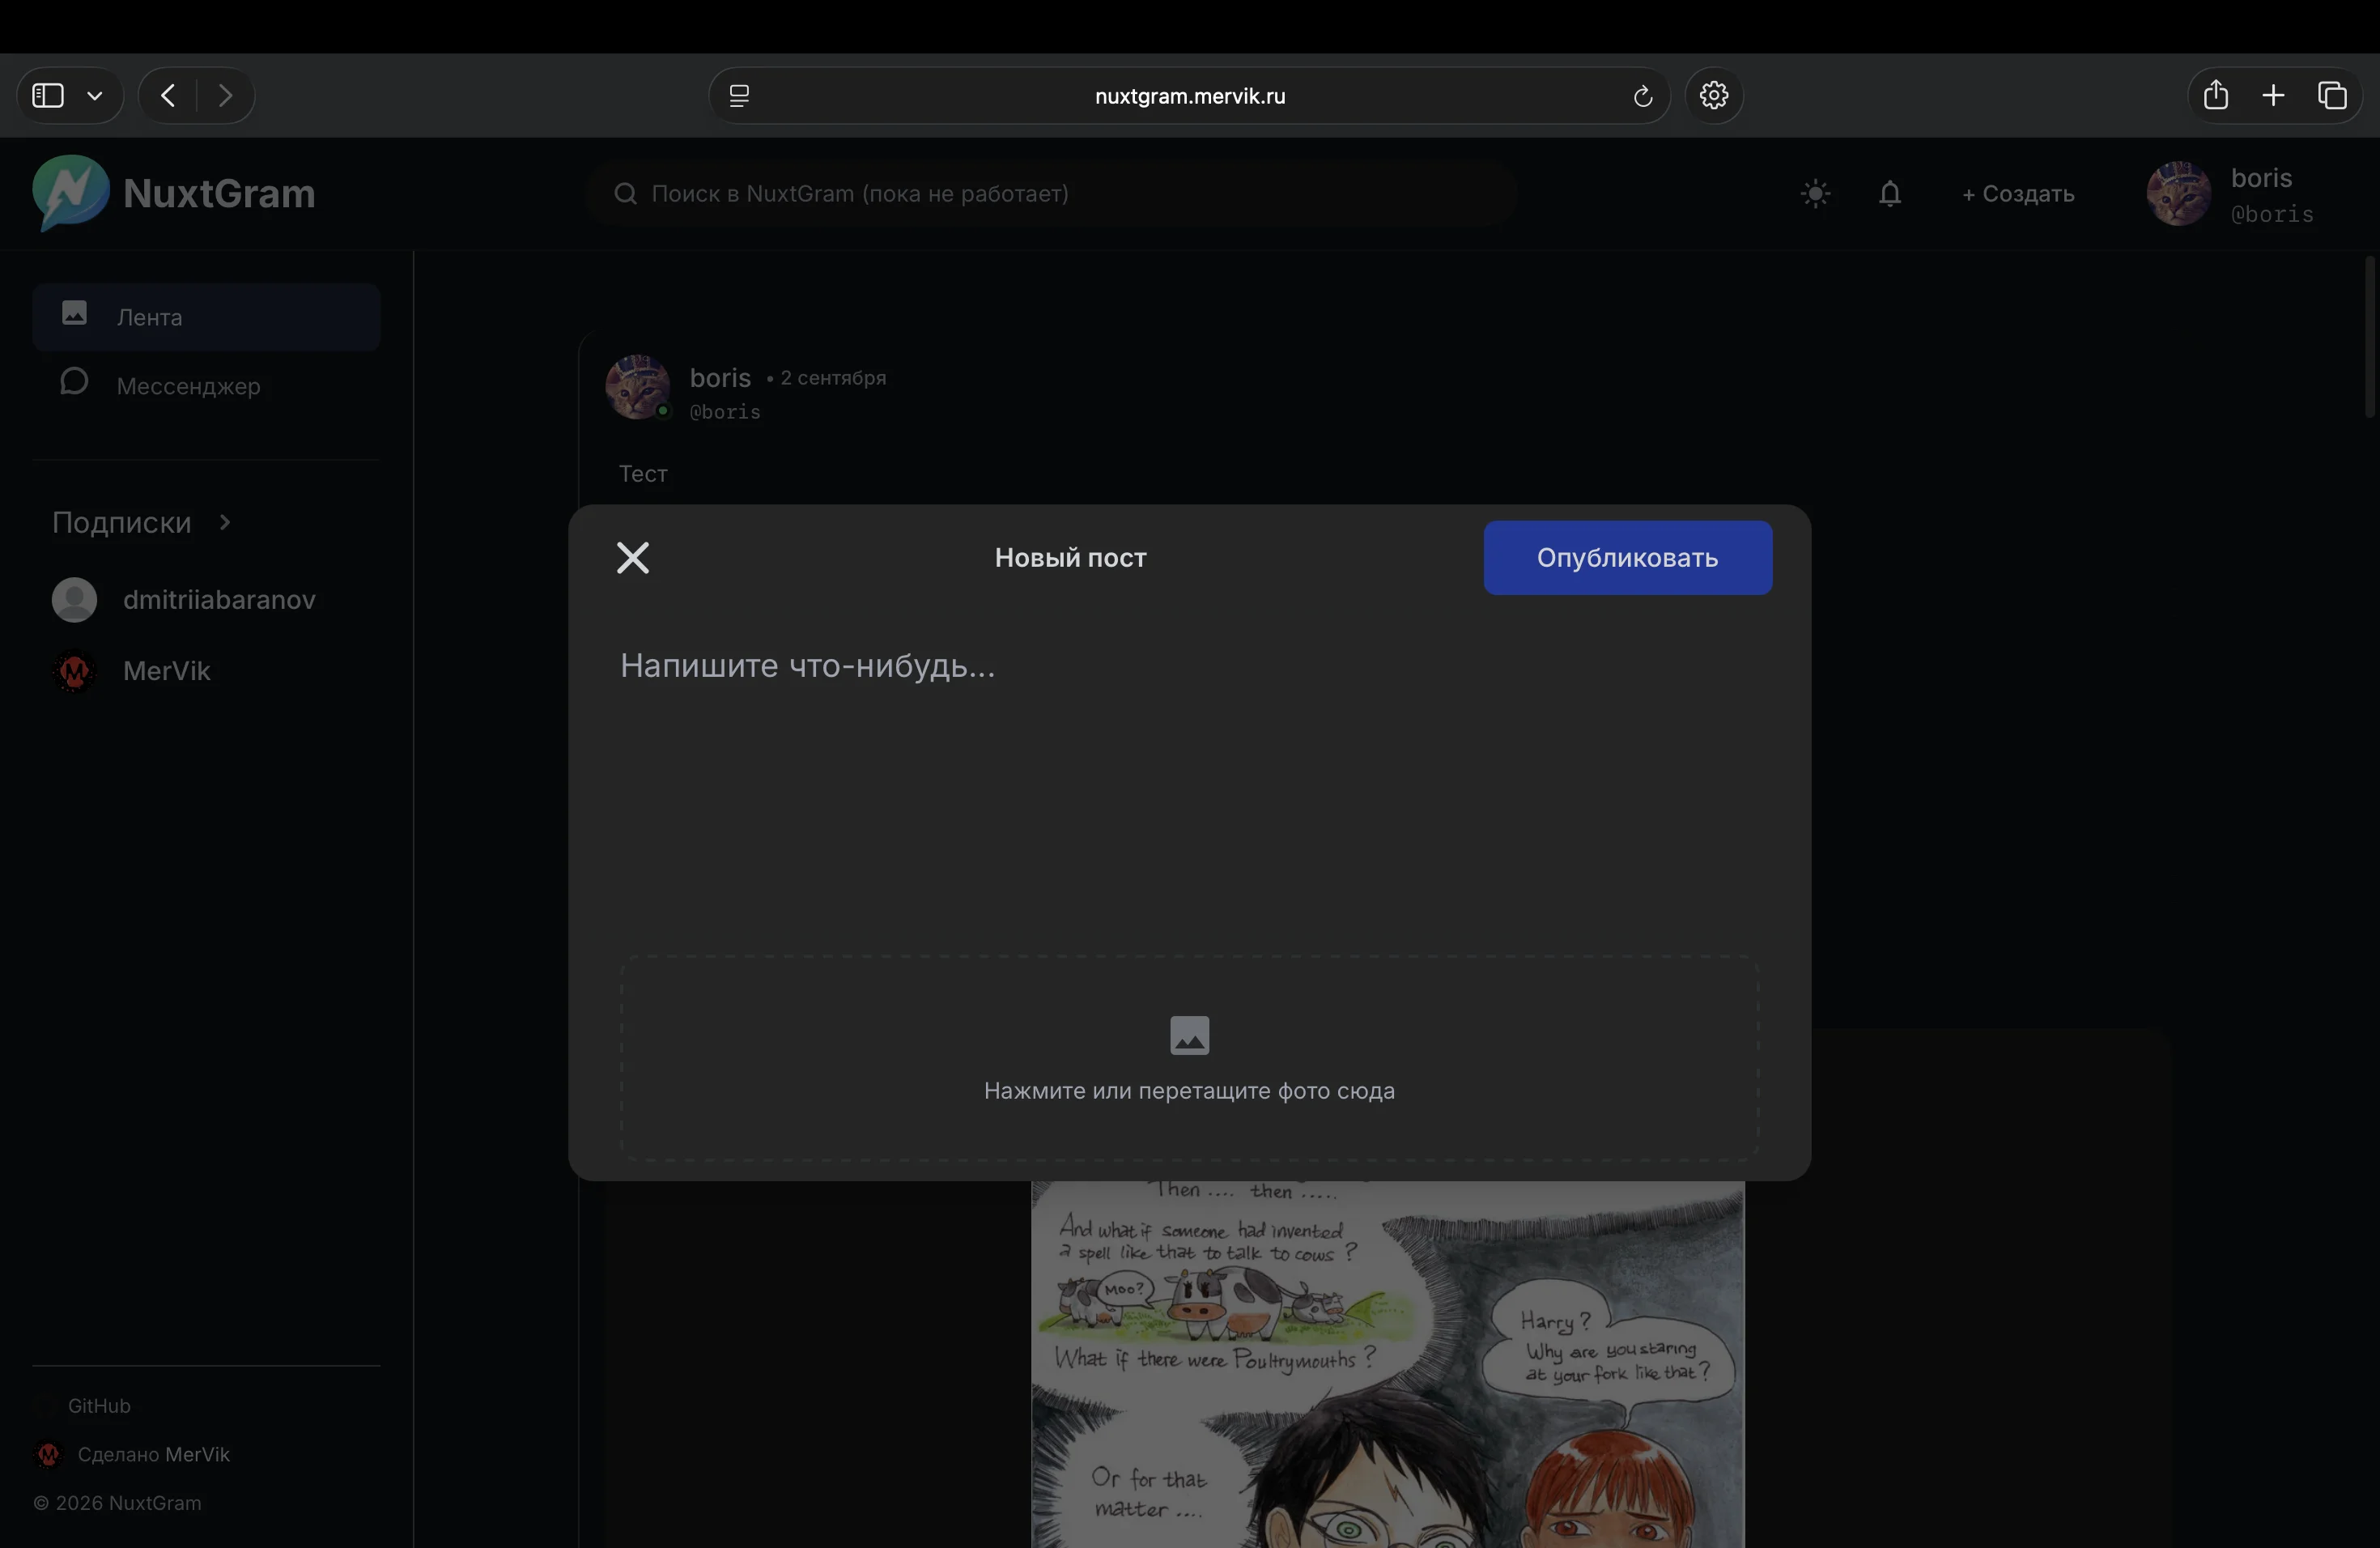 nuxtgram.mervik.ru
NuxtGram
Поиск в NuxtGram (пока не работает)
+ Создать
boris
@boris
Лента
Мессенджер
Подписки
dmitriiabaranov
MerVik
boris • 2 сентября
@boris
Тест
Новый пост
Опубликовать
Напишите что-нибудь...
Нажмите или перетащите фото сюда
Then .... then .....
And what if someone had invented
a spell like that to talk to cows ?
MOO?
What if there were Poultrymouths ?
Harry ?
Why are you staring
at your fork like that ?
Or for that
matter ....
GitHub
Сделано MerVik
© 2026 NuxtGram